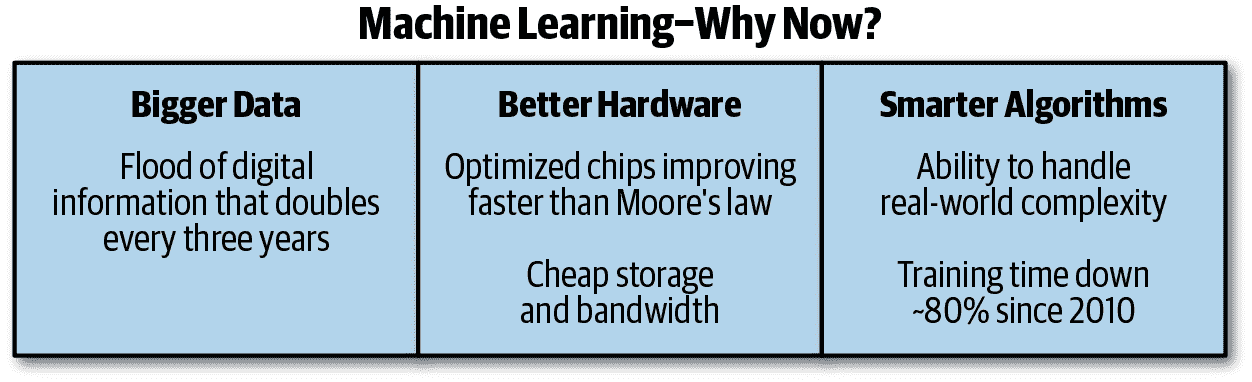 Machine Learning–Why Now?
Bigger Data
Flood of digital
information that doubles
every three years
Better Hardware
Optimized chips improving
faster than Moore's law
Cheap storage
and bandwidth
Smarter Algorithms
Ability to handle
real-world complexity
Training time down
~80% since 2010